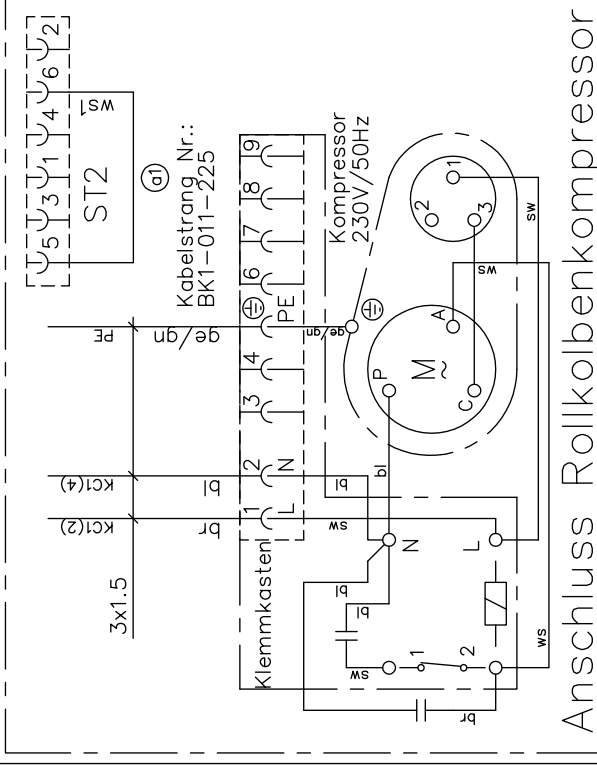 5 3 1 4 6 2
ST2
WS1
a1
Kabelstrang Nr.:
BK1-011-225
PE
KC1(4)
KC1(2)
3x1.5
ge/gn
bl
br
1 2 3 4 PE 6 7 8 9
L N
Klemmkasten
sw
bl
ge/gn
Kompressor
230V/50Hz
bl
bl
bl
N
L
P
M
~
A
C
2
1
3
sw
ws
sw
1
2
br
ws
Anschluss Rollkolbenkompressor